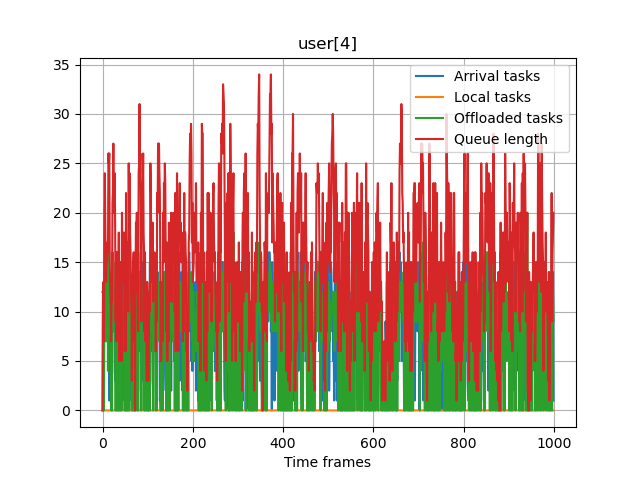 user[4]
35
30
25
20
15
10
5
0
0 200 400 600 800 1000
Time frames
Arrival tasks
Local tasks
Offloaded tasks
Queue length